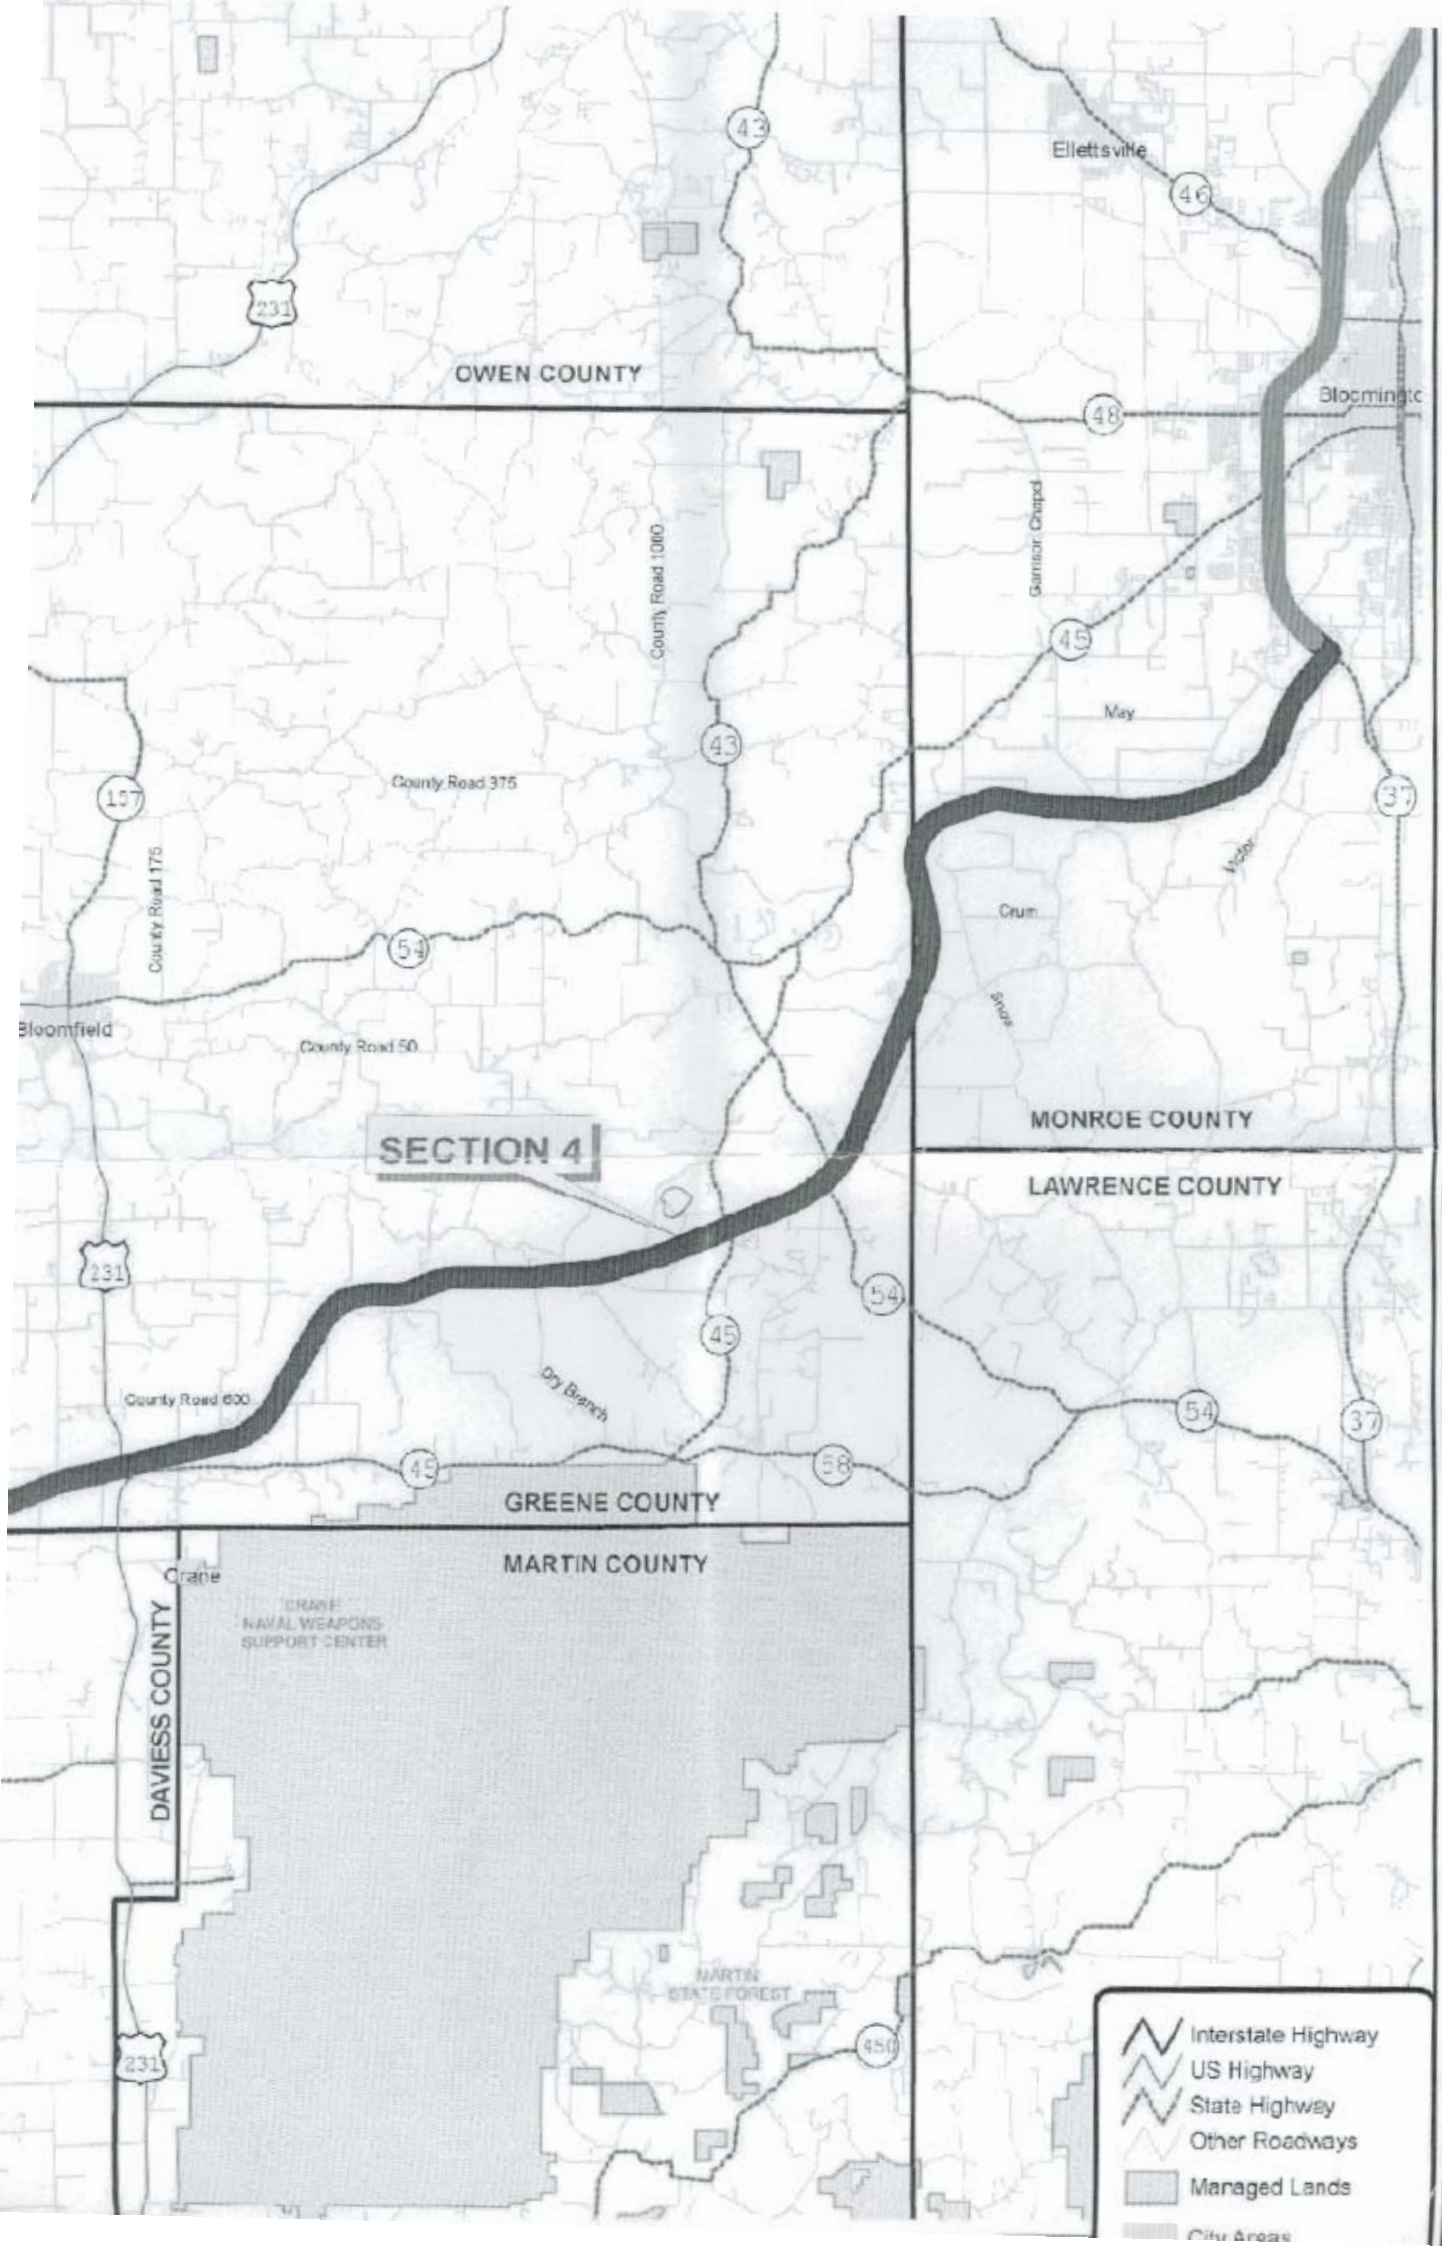 43
Ellettsville
46
231
OWEN COUNTY
Bloomingto
48
County Road 1000
Garrison Chapel
45
May
43
County Road 375
157
37
County Road 175
Victor
Crum
54
Snow
Bloomfield
County Road 50
MONROE COUNTY
SECTION 4
LAWRENCE COUNTY
231
54
45
Dry Branch
County Road 600
54
37
45
58
GREENE COUNTY
MARTIN COUNTY
Crane
CRANE
NAVAL WEAPONS
SUPPORT CENTER
DAVIESS COUNTY
MARTIN
STATE FOREST
450
231
Interstate Highway
US Highway
State Highway
Other Roadways
Managed Lands
City Areas